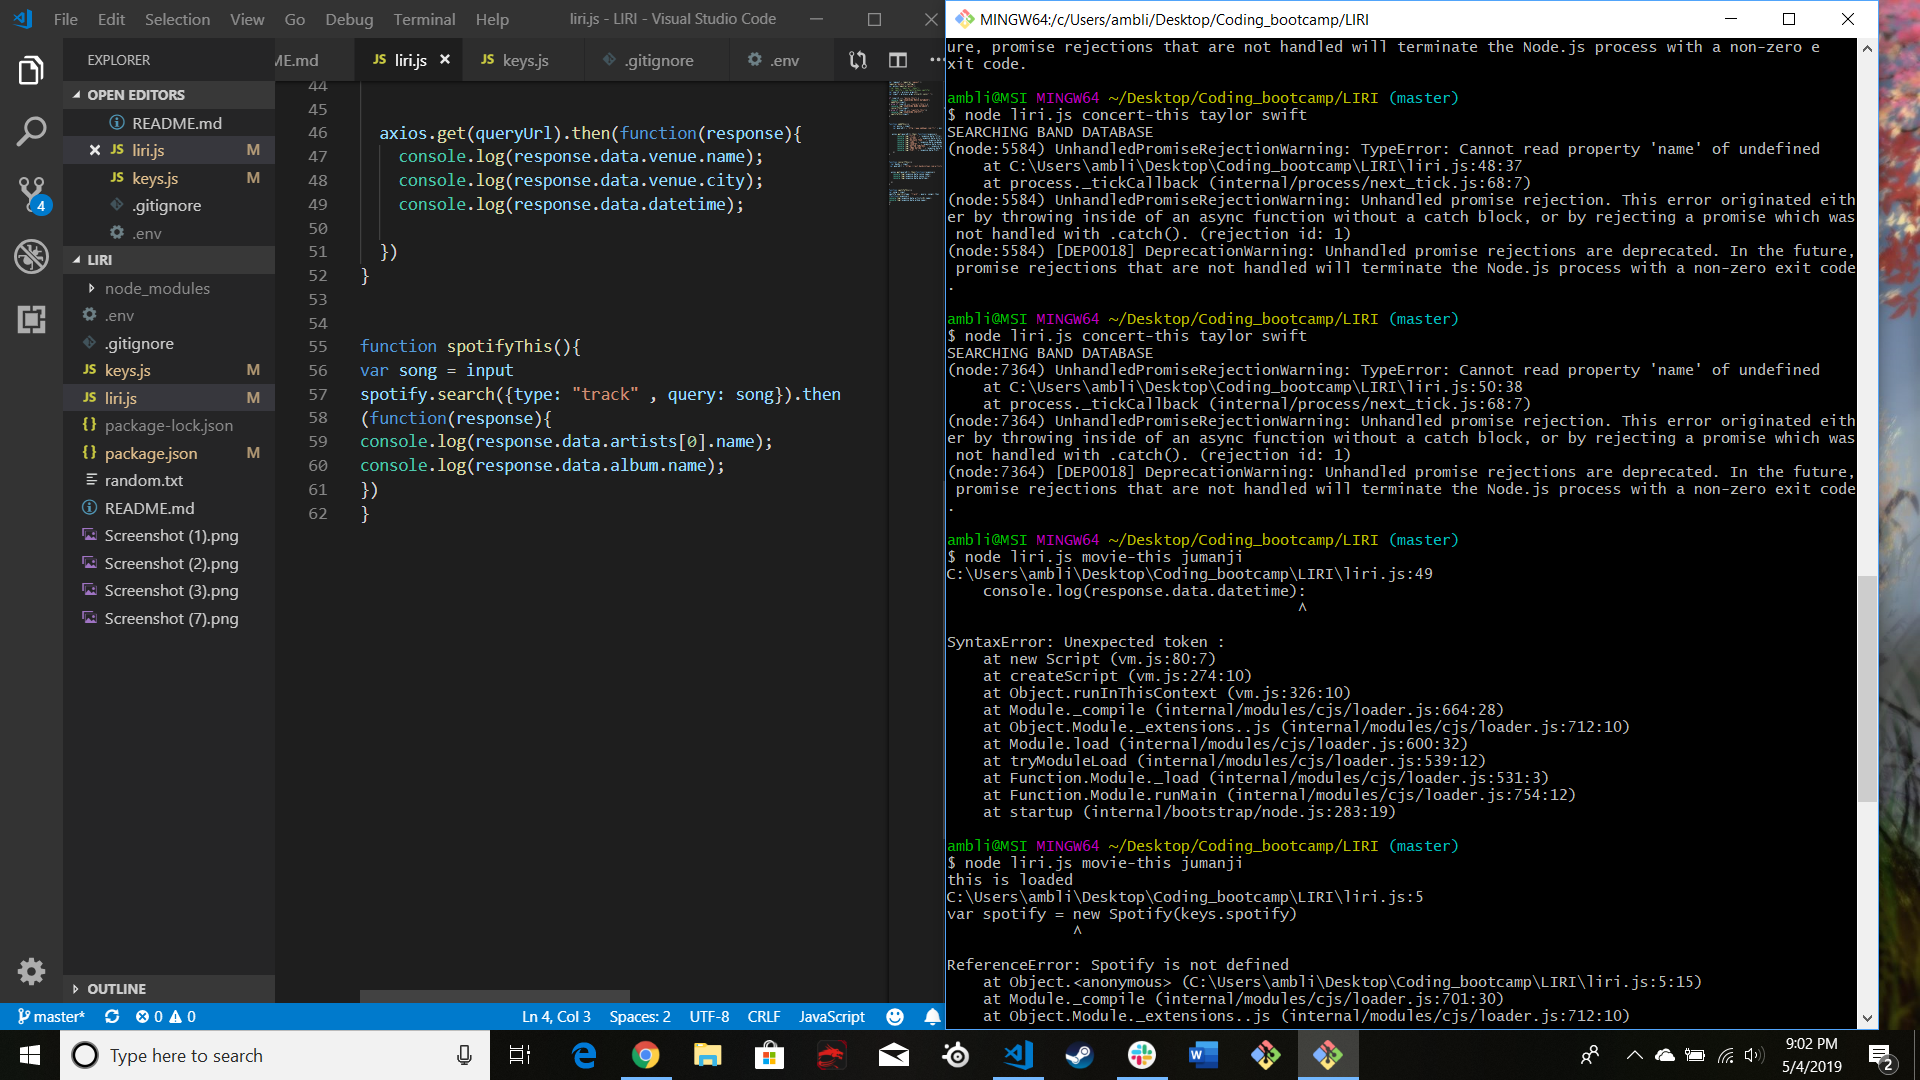 File Edit Selection View Go Debug Terminal Help liri.js - LIRI - Visual Studio Code
EXPLORER
OPEN EDITORS
README.md
liri.js M
keys.js M
.gitignore
.env
LIRI
node_modules
.env
.gitignore
keys.js M
liri.js M
package-lock.json
package.json M
random.txt
README.md
Screenshot (1).png
Screenshot (2).png
Screenshot (3).png
Screenshot (7).png
OUTLINE
4
ME.md JS liri.js JS keys.js .gitignore .env
44
45
46 axios.get(queryUrl).then(function(response){
47 console.log(response.data.venue.name);
48 console.log(response.data.venue.city);
49 console.log(response.data.datetime);
50
51 })
52 }
53
54
55 function spotifyThis(){
56 var song = input
57 spotify.search({type: "track" , query: song}).then
58 (function(response){
59 console.log(response.data.artists[0].name);
60 console.log(response.data.album.name);
61 })
62 }
master* 0 0 Ln 4, Col 3 Spaces: 2 UTF-8 CRLF JavaScript
MINGW64:/c/Users/ambli/Desktop/Coding_bootcamp/LIRI
ure, promise rejections that are not handled will terminate the Node.js process with a non-zero e
xit code.
ambli@MSI MINGW64 ~/Desktop/Coding_bootcamp/LIRI (master)
$ node liri.js concert-this taylor swift
SEARCHING BAND DATABASE
(node:5584) UnhandledPromiseRejectionWarning: TypeError: Cannot read property 'name' of undefined
at C:\Users\ambli\Desktop\Coding_bootcamp\LIRI\liri.js:48:37
at process._tickCallback (internal/process/next_tick.js:68:7)
(node:5584) UnhandledPromiseRejectionWarning: Unhandled promise rejection. This error originated eith
er by throwing inside of an async function without a catch block, or by rejecting a promise which was
not handled with .catch(). (rejection id: 1)
(node:5584) [DEP0018] DeprecationWarning: Unhandled promise rejections are deprecated. In the future,
promise rejections that are not handled will terminate the Node.js process with a non-zero exit code
.
ambli@MSI MINGW64 ~/Desktop/Coding_bootcamp/LIRI (master)
$ node liri.js concert-this taylor swift
SEARCHING BAND DATABASE
(node:7364) UnhandledPromiseRejectionWarning: TypeError: Cannot read property 'name' of undefined
at C:\Users\ambli\Desktop\Coding_bootcamp\LIRI\liri.js:50:38
at process._tickCallback (internal/process/next_tick.js:68:7)
(node:7364) UnhandledPromiseRejectionWarning: Unhandled promise rejection. This error originated eith
er by throwing inside of an async function without a catch block, or by rejecting a promise which was
not handled with .catch(). (rejection id: 1)
(node:7364) [DEP0018] DeprecationWarning: Unhandled promise rejections are deprecated. In the future,
promise rejections that are not handled will terminate the Node.js process with a non-zero exit code
.
ambli@MSI MINGW64 ~/Desktop/Coding_bootcamp/LIRI (master)
$ node liri.js movie-this jumanji
C:\Users\ambli\Desktop\Coding_bootcamp\LIRI\liri.js:49
console.log(response.data.datetime):
^
SyntaxError: Unexpected token :
at new Script (vm.js:80:7)
at createScript (vm.js:274:10)
at Object.runInThisContext (vm.js:326:10)
at Module._compile (internal/modules/cjs/loader.js:664:28)
at Object.Module._extensions..js (internal/modules/cjs/loader.js:712:10)
at Module.load (internal/modules/cjs/loader.js:600:32)
at tryModuleLoad (internal/modules/cjs/loader.js:539:12)
at Function.Module._load (internal/modules/cjs/loader.js:531:3)
at Function.Module.runMain (internal/modules/cjs/loader.js:754:12)
at startup (internal/bootstrap/node.js:283:19)
ambli@MSI MINGW64 ~/Desktop/Coding_bootcamp/LIRI (master)
$ node liri.js movie-this jumanji
this is loaded
C:\Users\ambli\Desktop\Coding_bootcamp\LIRI\liri.js:5
var spotify = new Spotify(keys.spotify)
^
ReferenceError: Spotify is not defined
at Object.<anonymous> (C:\Users\ambli\Desktop\Coding_bootcamp\LIRI\liri.js:5:15)
at Module._compile (internal/modules/cjs/loader.js:701:30)
at Object.Module._extensions..js (internal/modules/cjs/loader.js:712:10)
Type here to search
9:02 PM
5/4/2019
2